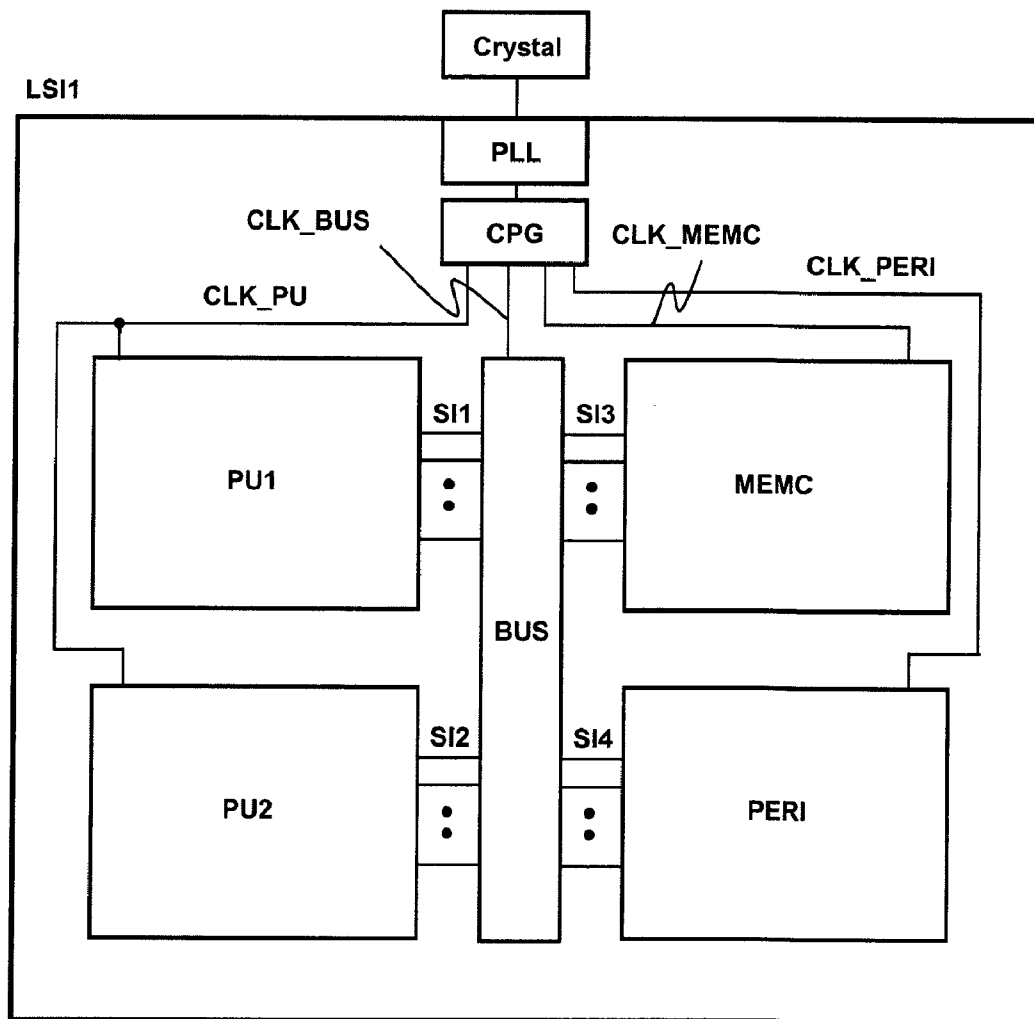 Crystal
LSI1
PLL
CLK_BUS
CPG
CLK_MEMC
CLK_PERI
CLK_PU
SI1
SI3
PU1
MEMC
BUS
SI2
SI4
PU2
PERI